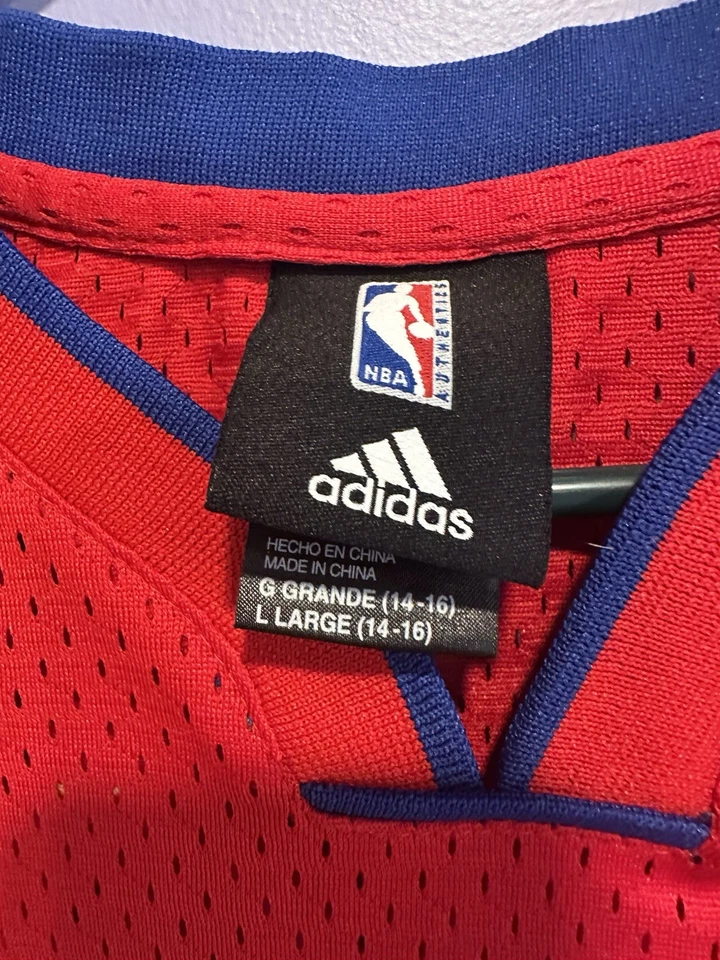 NBA
AUTHENTICS
adidas
HECHO EN CHINA
MADE IN CHINA
G GRANDE (14-16)
L LARGE (14-16)